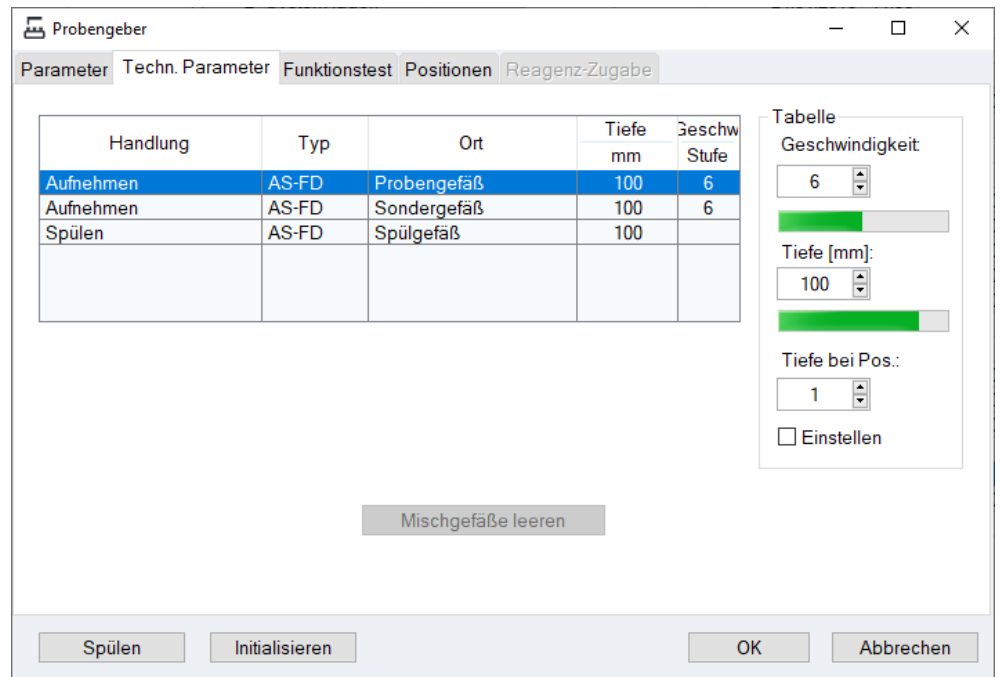 Probengeber
Parameter Techn. Parameter Funktionstest Positionen Reagenz-Zugabe
Handlung Typ Ort Tiefe mm Geschw Stufe
Aufnehmen AS-FD Probengefäß 100 6
Aufnehmen AS-FD Sondergefäß 100 6
Spülen AS-FD Spülgefäß 100
Tabelle
Geschwindigkeit:
6
Tiefe [mm]:
100
Tiefe bei Pos.:
1
Einstellen
Mischgefäße leeren
Spülen Initialisieren OK Abbrechen